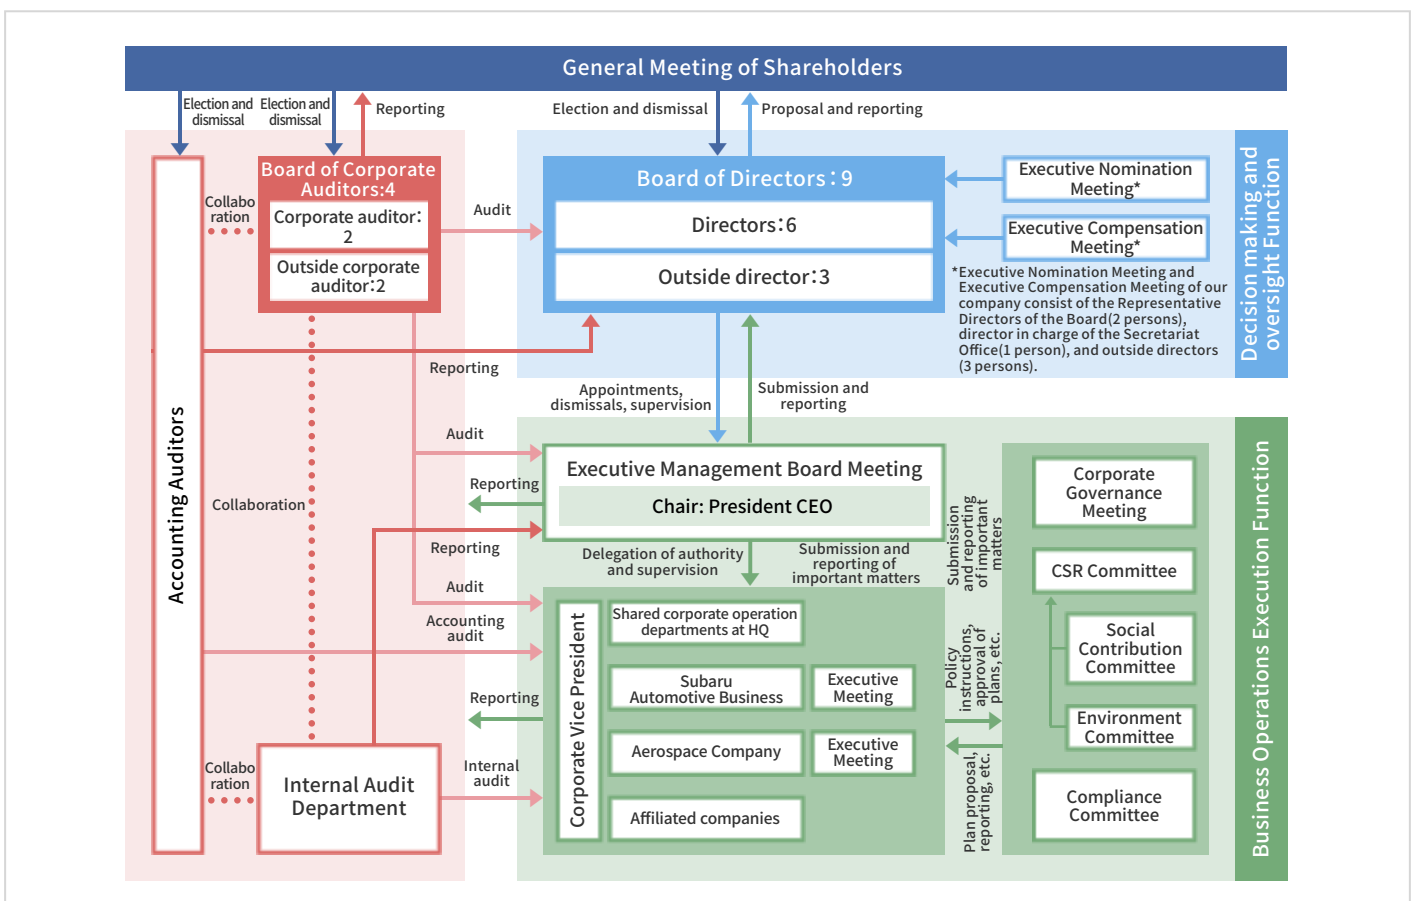 General Meeting of Shareholders
Election and
dismissal
Election and
dismissal
Reporting
Election and dismissal
Proposal and reporting
Board of Corporate
Auditors:4
Corporate auditor:
2
Outside corporate
auditor:2
Collabo
ration
Audit
Board of Directors：9
Directors:6
Outside director:3
Executive Nomination
Meeting*
Executive Compensation
Meeting*
*Executive Nomination Meeting and
Executive Compensation Meeting of our
company consist of the Representative
Directors of the Board(2 persons),
director in charge of the Secretariat
Office(1 person), and outside directors
(3 persons).
Decision making and
oversight Function
Reporting
Appointments,
dismissals, supervision
Submission and
reporting
Accounting Auditors
Collaboration
Audit
Reporting
Reporting
Executive Management Board Meeting
Chair: President CEO
Delegation of authority
and supervision
Submission and
reporting of
important matters
Submission
and reporting
of important
matters
Corporate
Governance
Meeting
CSR Committee
Social
Contribution
Committee
Environment
Committee
Compliance
Committee
Business Operations Execution Function
Audit
Accounting
audit
Reporting
Internal
audit
Corporate Vice President
Shared corporate operation
departments at HQ
Subaru
Automotive Business
Executive
Meeting
Aerospace Company
Executive
Meeting
Affiliated companies
Policy
instructions,
approval of
plans, etc.
Plan proposal,
reporting, etc.
Collabo
ration
Internal Audit
Department